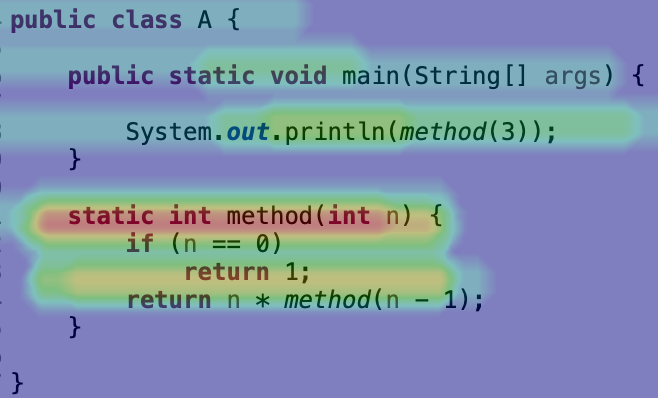 public class A {
public static void main(String[] args) {
System.out.println(method(3));
}
static int method(int n) {
if (n == 0)
return 1;
return n * method(n - 1);
}
}